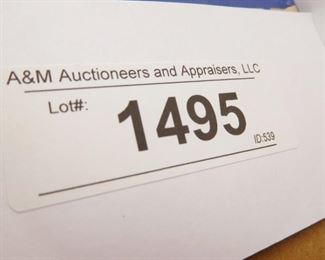 A&M Auctioneers and Appraisers, LLC
Lot#: 1495
ID:539